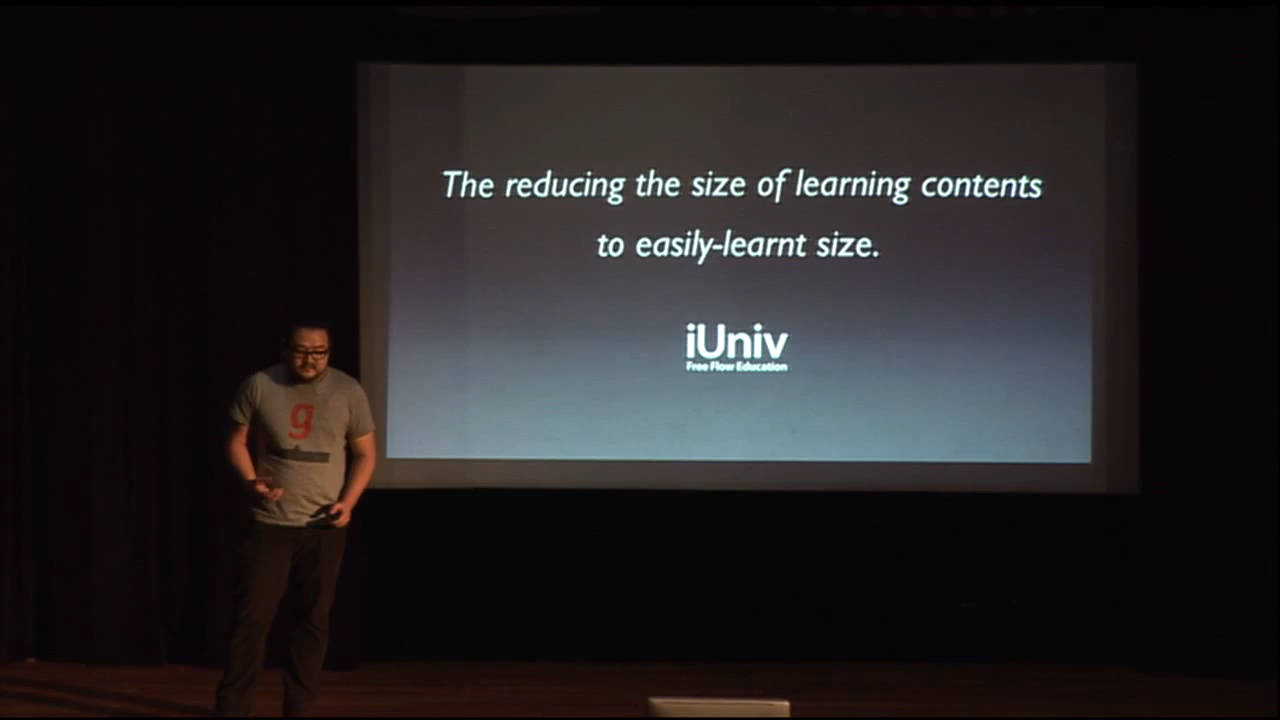 The reducing the size of learning contents
to easily-learnt size.
iUniv
Free Flow Education
g